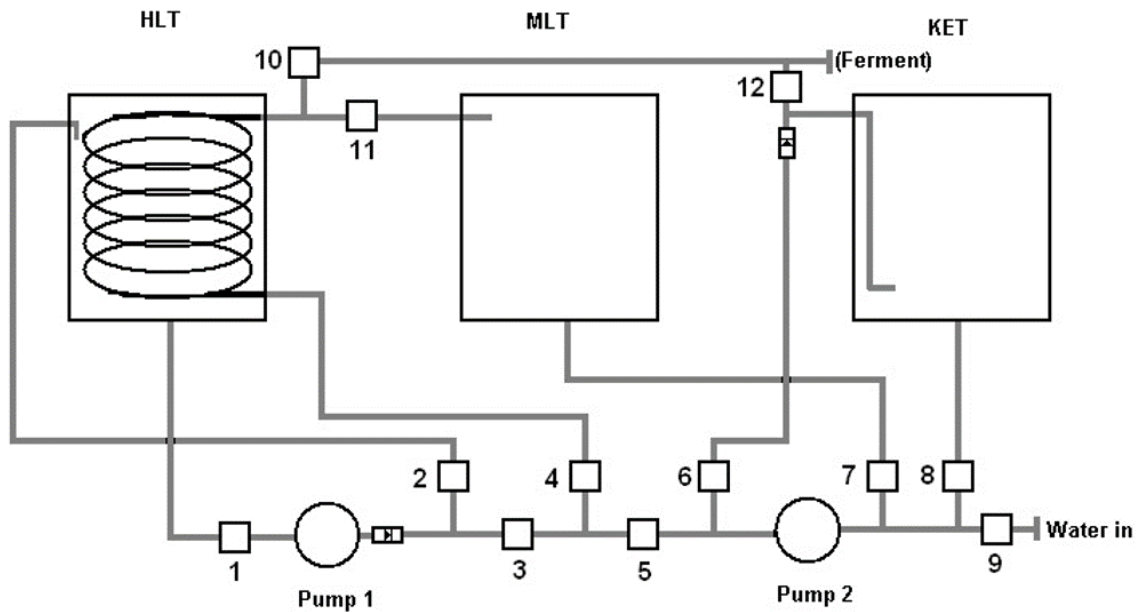 HLT
MLT
KET
10
(Ferment)
12
11
2
4
6
7
8
Water in
1
3
5
9
Pump 1
Pump 2